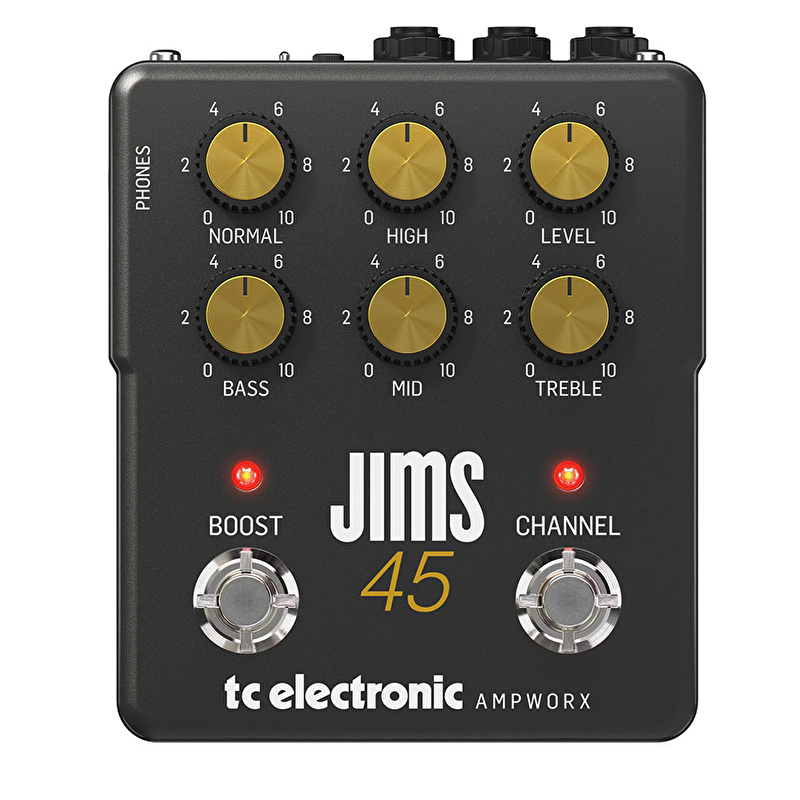 PHONES
4 6 4 6 4 6
2 8 2 8 2 8
0 10 0 10 0 10
NORMAL HIGH LEVEL
4 6 4 6 4 6
2 8 2 8 2 8
0 10 0 10 0 10
BASS MID TREBLE
JIMS
BOOST CHANNEL
45
tc electronic AMPWORX